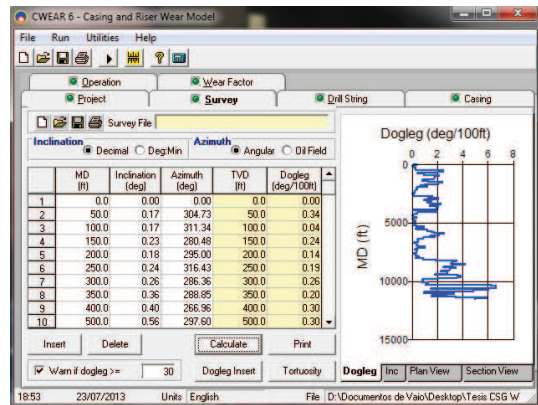 CWEAR 6 - Casing and Riser Wear Model
File Run Utilities Help
Operation Wear Factor
Project Survey Drill String Casing
Survey File
Inclination Decimal Deg:Min Azimuth Angular Oil Field
MD (ft) Inclination (deg) Azimuth (deg) TVD (ft) Dogleg (deg/100ft)
1 0.0 0.00 0.00 0.0 0.00
2 50.0 0.17 304.73 50.0 0.34
3 100.0 0.17 311.34 100.0 0.04
4 150.0 0.23 280.48 150.0 0.24
5 200.0 0.18 295.00 200.0 0.14
6 250.0 0.24 316.43 250.0 0.19
7 300.0 0.26 286.36 300.0 0.26
8 350.0 0.36 288.85 350.0 0.20
9 400.0 0.40 266.96 400.0 0.30
10 500.0 0.56 297.60 500.0 0.30
Insert Delete Calculate Print
Warn if dogleg >= 30 Dogleg Insert Tortuosity
Dogleg (deg/100ft)
0 2 4 6 8
0
5000
10000
15000
MD (ft)
Dogleg Inc Plan View Section View
18:53 23/07/2013 Units English File D:\Documentos de Vaio\Desktop\Tesis CSG W